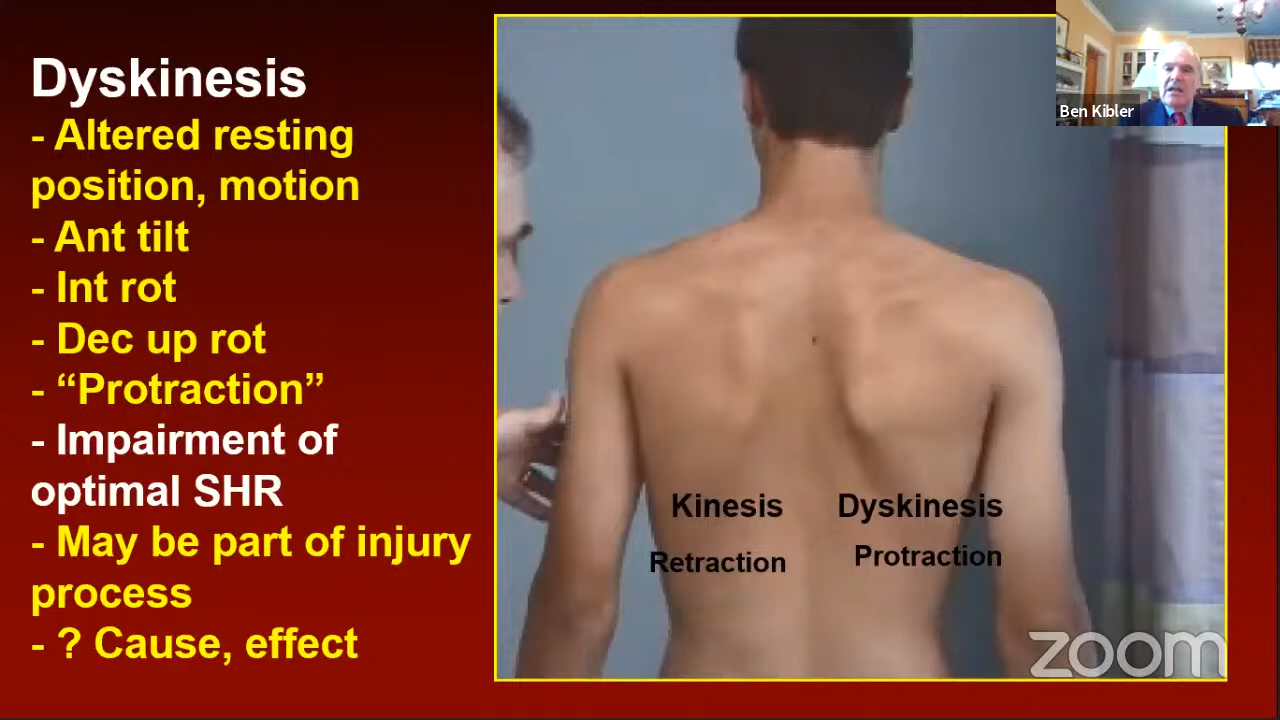 Dyskinesis
- Altered resting
position, motion
- Ant tilt
- Int rot
- Dec up rot
- “Protraction”
- Impairment of
optimal SHR
- May be part of injury
process
- ? Cause, effect
Kinesis
Dyskinesis
Retraction
Protraction
Ben Kibler
zoom